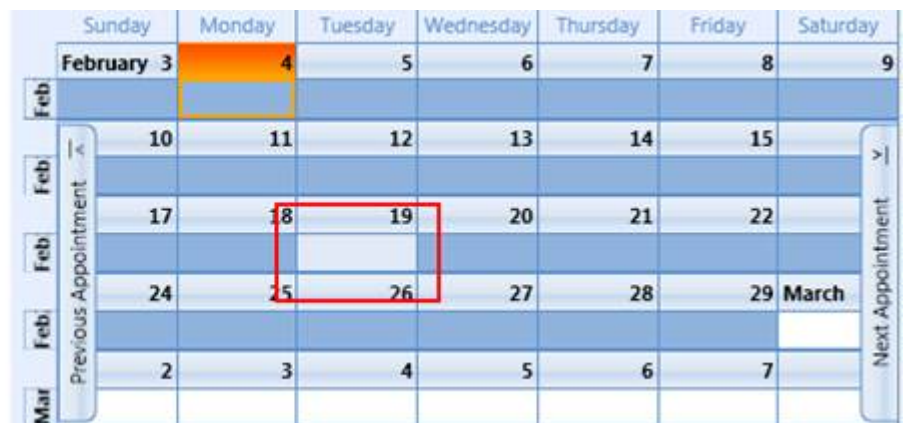 Sunday Monday Tuesday Wednesday Thursday Friday Saturday
February 3 4 5 6 7 8 9
Feb
10 11 12 13 14 15
Feb
17 18 19 20 21 22
Feb
24 25 26 27 28 29 March
Feb
2 3 4 5 6 7
Mar
Previous Appointment
Next Appointment